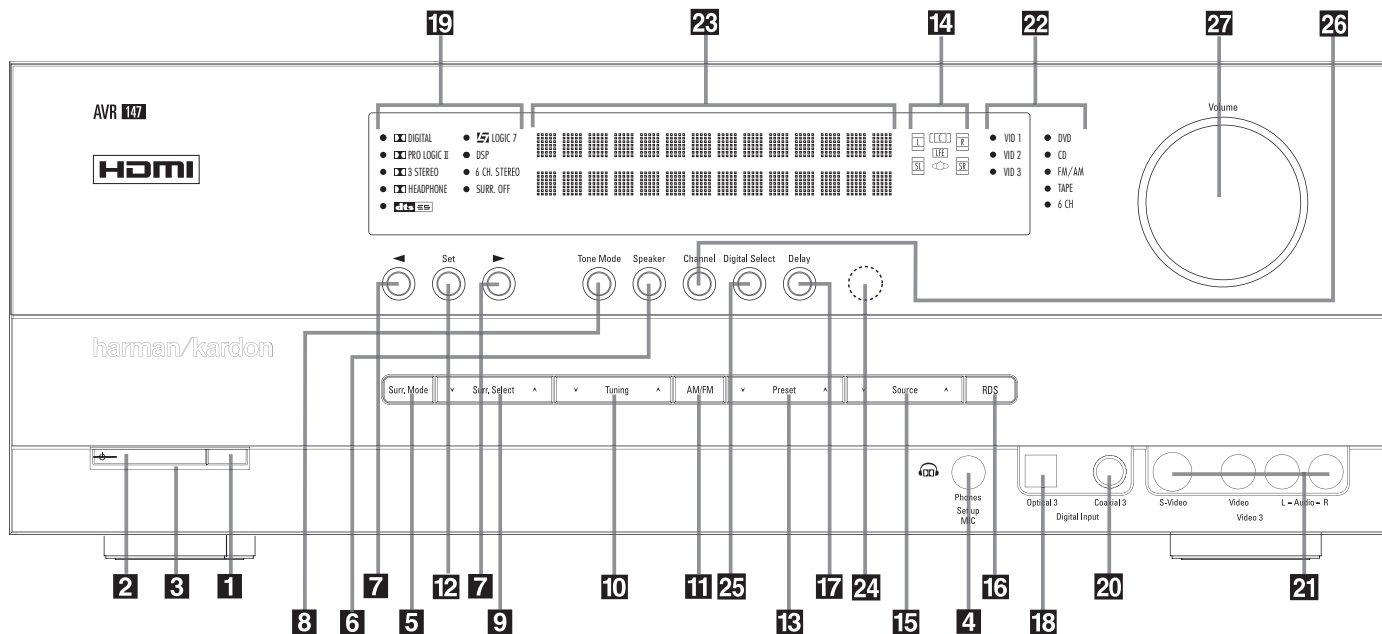 19 23 14 22 27 26
AVR 147
HDMI
DIGITAL
PRO LOGIC II
3 STEREO
HEADPHONE
dts ES
LOGIC 7
DSP
6 CH. STEREO
SURR. OFF
L C R
LFE
SL SR
VID 1
VID 2
VID 3
DVD
CD
FM/AM
TAPE
6 CH
Volume
Set Tone Mode Speaker Channel Digital Select Delay
harman/kardon
Surr. Mode Surr. Select Tuning AM/FM Preset Source RDS
Phones
Set up
MIC
Optical 3 Coaxial 3
Digital Input
S-Video Video L – Audio – R
Video 3
2 3 1 7 12 7 10 11 25 17 24 16 20 21
8 6 5 9 13 15 4 18